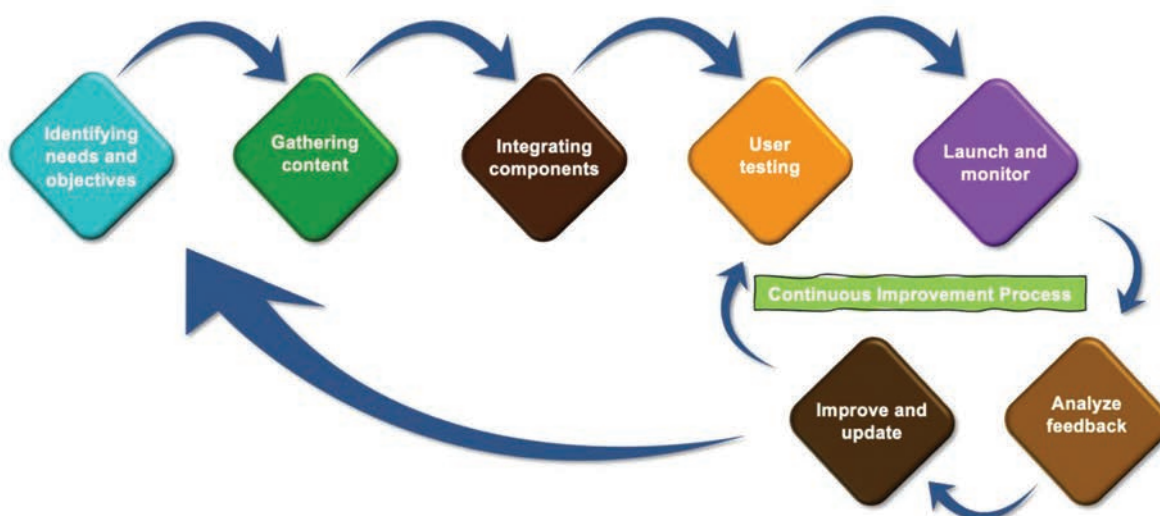 Identifying
needs and
objectives
Gathering
content
Integrating
components
User
testing
Launch and
monitor
Continuous Improvement Process
Improve and
update
Analyze
feedback